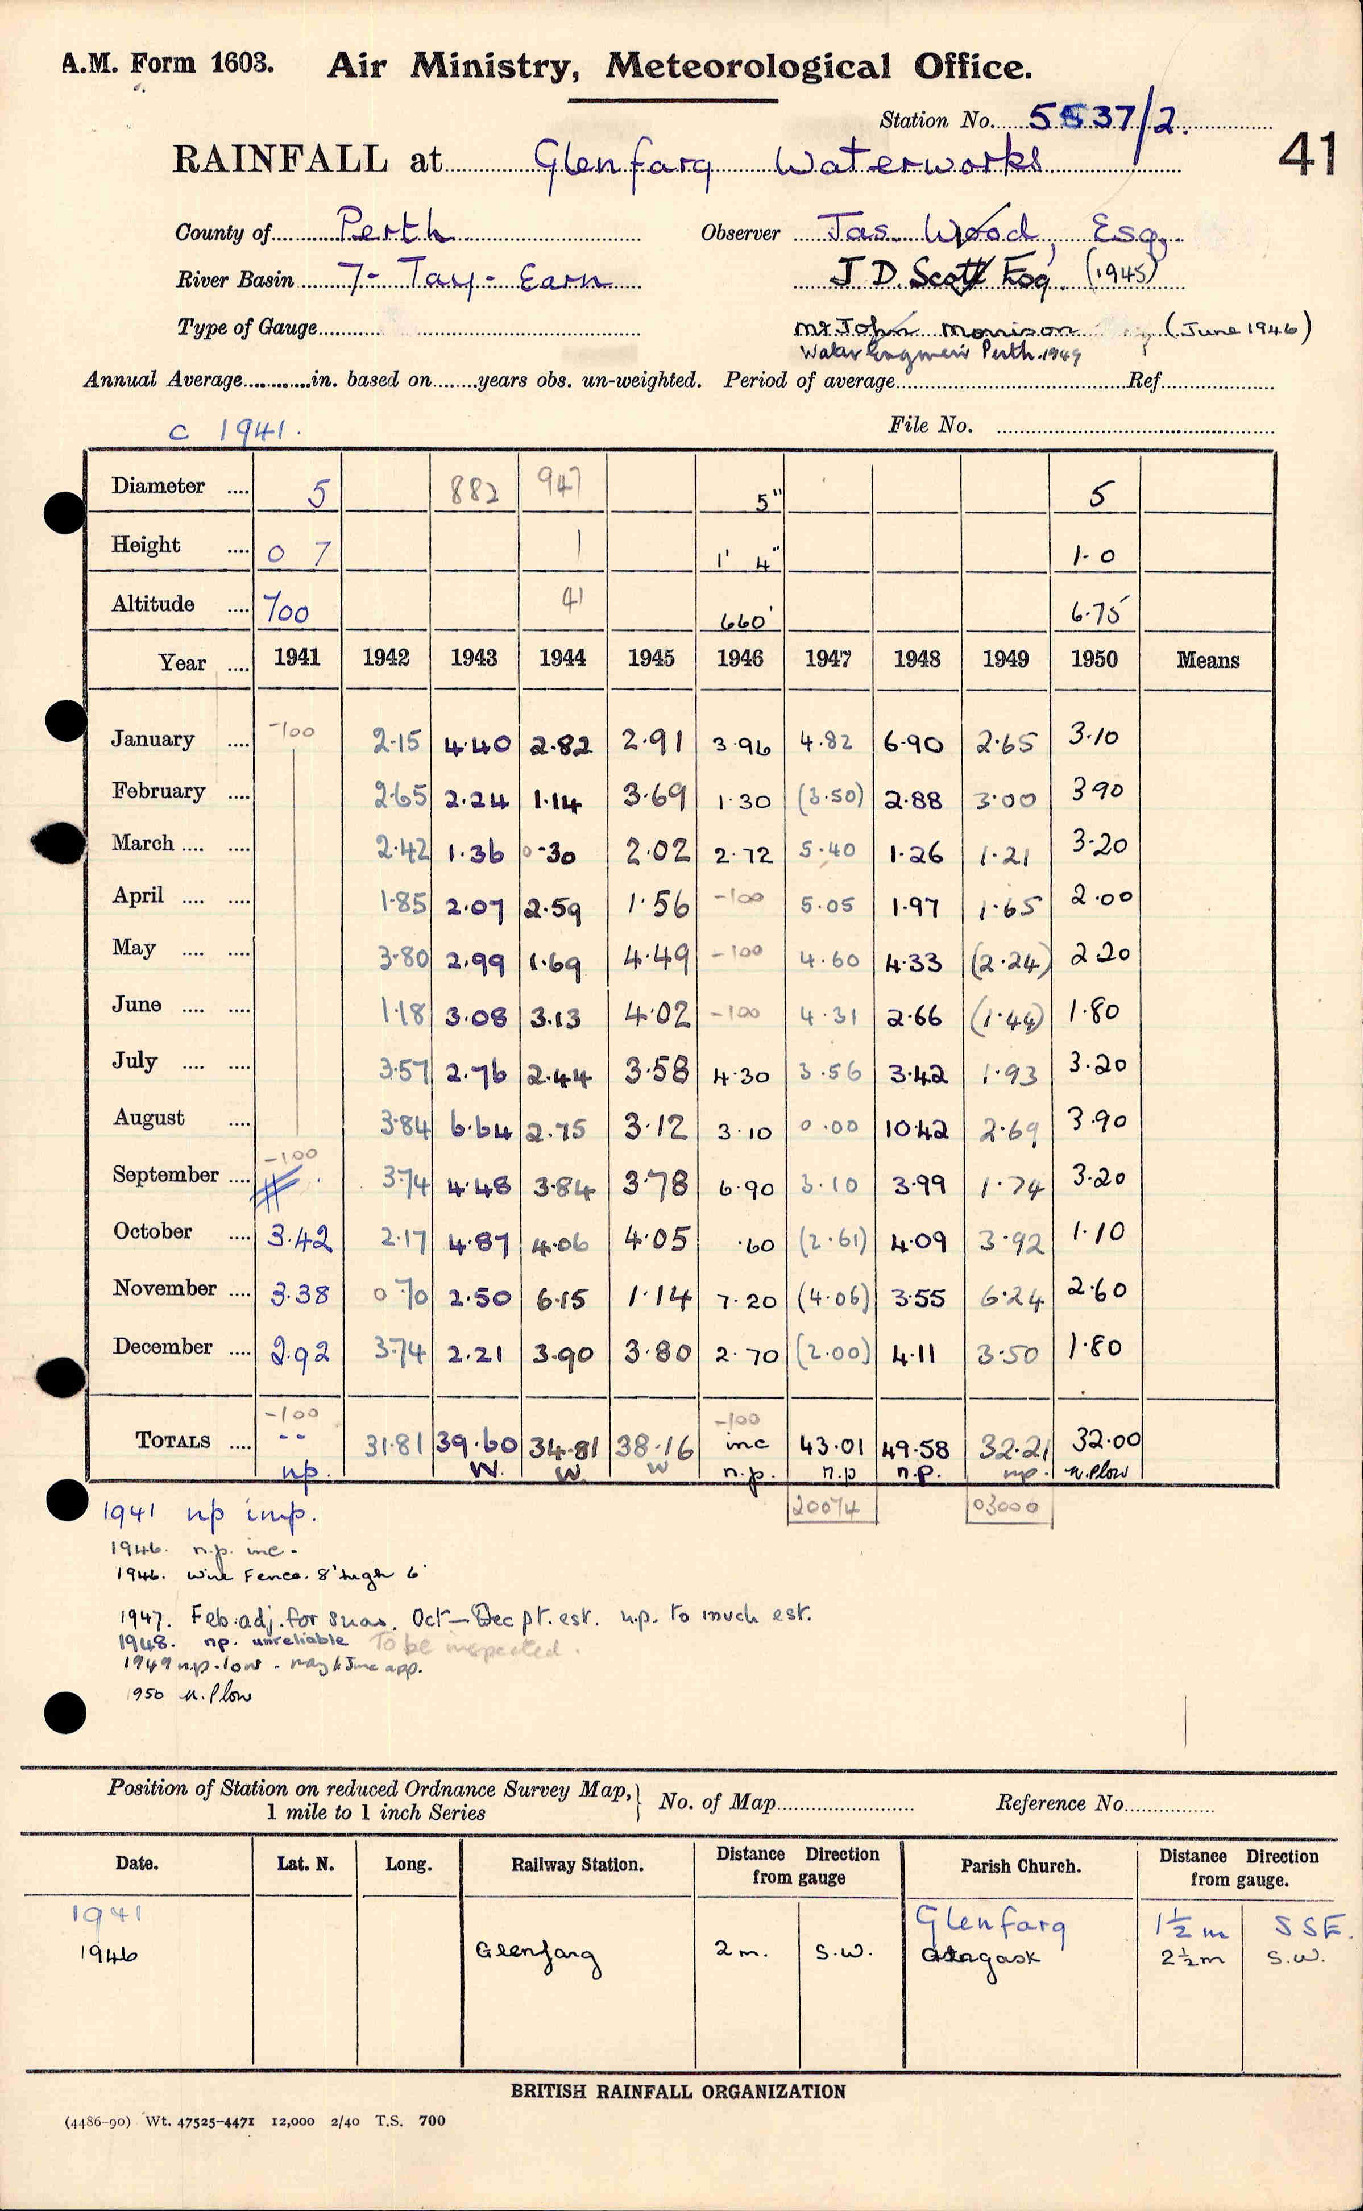 A.M. Form 1603. Air Ministry, Meteorological Office.
Station No. 5537/2.
41
RAINFALL at Glenfarg Waterworks
County of Perth Observer Jas. Wood, Esq.
River Basin 7 - Tay - Earn J D. Scott Esq. (1945)
Type of Gauge Mr John Morrison (June 1946)
Water Engineer Perth. 1949
Annual Average in. based on years obs. un-weighted. Period of average Ref.
c 1941. File No.
Diameter 5 882 947 5" 5
Height 0 7 1 1' 4" 1·0
Altitude 700 41 660' 6·75
Year 1941 1942 1943 1944 1945 1946 1947 1948 1949 1950 Means
January -100 2·15 4·40 2·82 2·91 3·96 4·82 6·90 2·65 3·10
February 2·65 2·24 1·14 3·69 1·30 (3·50) 2·88 3·00 3 90
March 2·42 1·36 0·30 2·02 2·72 5·40 1·26 1·21 3·20
April 1·85 2·07 2·59 1·56 -100 5·05 1·97 1·65 2·00
May 3·80 2·99 1·69 4·49 -100 4·60 4·33 (2·24) 2 20
June 1·18 3·08 3·13 4·02 -100 4·31 2·66 (1·44) 1·80
July 3·57 2·76 2·44 3·58 4·30 3·56 3·42 1·93 3·20
August 3·84 6·64 2·75 3·12 3·10 0·00 10·42 2·69 3·90
September -100 3·74 4·48 3·84 3·78 6·90 3·10 3·99 1·74 3·20
October 3·42 2·17 4·87 4·06 4·05 ·60 (2·61) 4·09 3·92 1·10
November 3·38 0·70 2·50 6·15 1·14 7·20 (4·06) 3·55 6·24 2·60
December 2·92 3·74 2·21 3·90 3·80 2·70 (2·00) 4·11 3·50 1·80
-100 -100
TOTALS -- 31·81 39·60 34·81 38·16 inc 43·01 49·58 32·21 32·00
np. W. W W n.p. n.p n.p. np. n.plow
20074 03000
1941 np imp.
1946. n.p. inc.
1946. Wire Fence. 8' high 6'
1947. Feb. adj. for snow. Oct - Dec pt. est. n.p. to much est.
1948. np. unreliable To be inspected.
1949 n.p. low - May & June app.
1950 n.plow
Position of Station on reduced Ordnance Survey Map, 1 mile to 1 inch Series No. of Map Reference No.
Date. Lat. N. Long. Railway Station. Distance Direction from gauge Parish Church. Distance Direction from gauge.
1941 Glenfarg 1½ m SSE.
1946 Glenfarg 2 m. S.W. Arngask 2½m S.W.
BRITISH RAINFALL ORGANIZATION
(4486-90) Wt. 47525-4471 12,000 2/40 T.S. 700